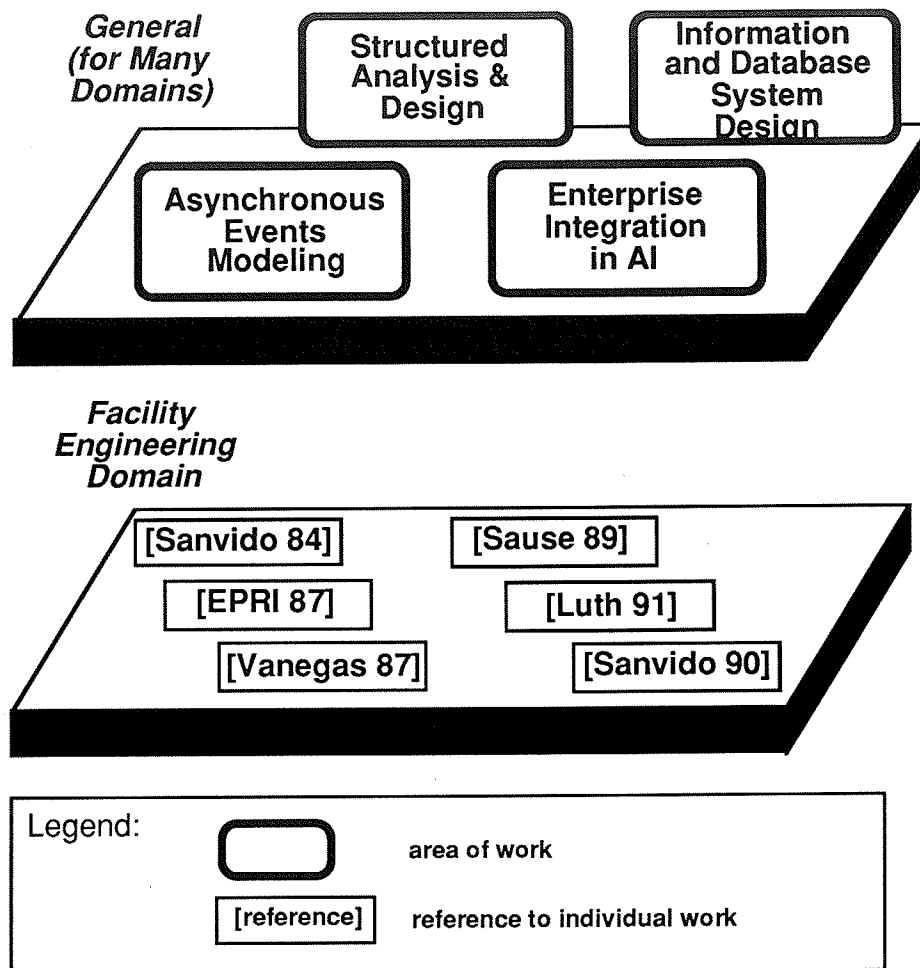 General
(for Many
Domains)
Structured
Analysis &
Design
Information
and Database
System
Design
Asynchronous
Events
Modeling
Enterprise
Integration
in AI
Facility
Engineering
Domain
[Sanvido 84]
[Sause 89]
[EPRI 87]
[Luth 91]
[Vanegas 87]
[Sanvido 90]
Legend:
area of work
[reference]
reference to individual work